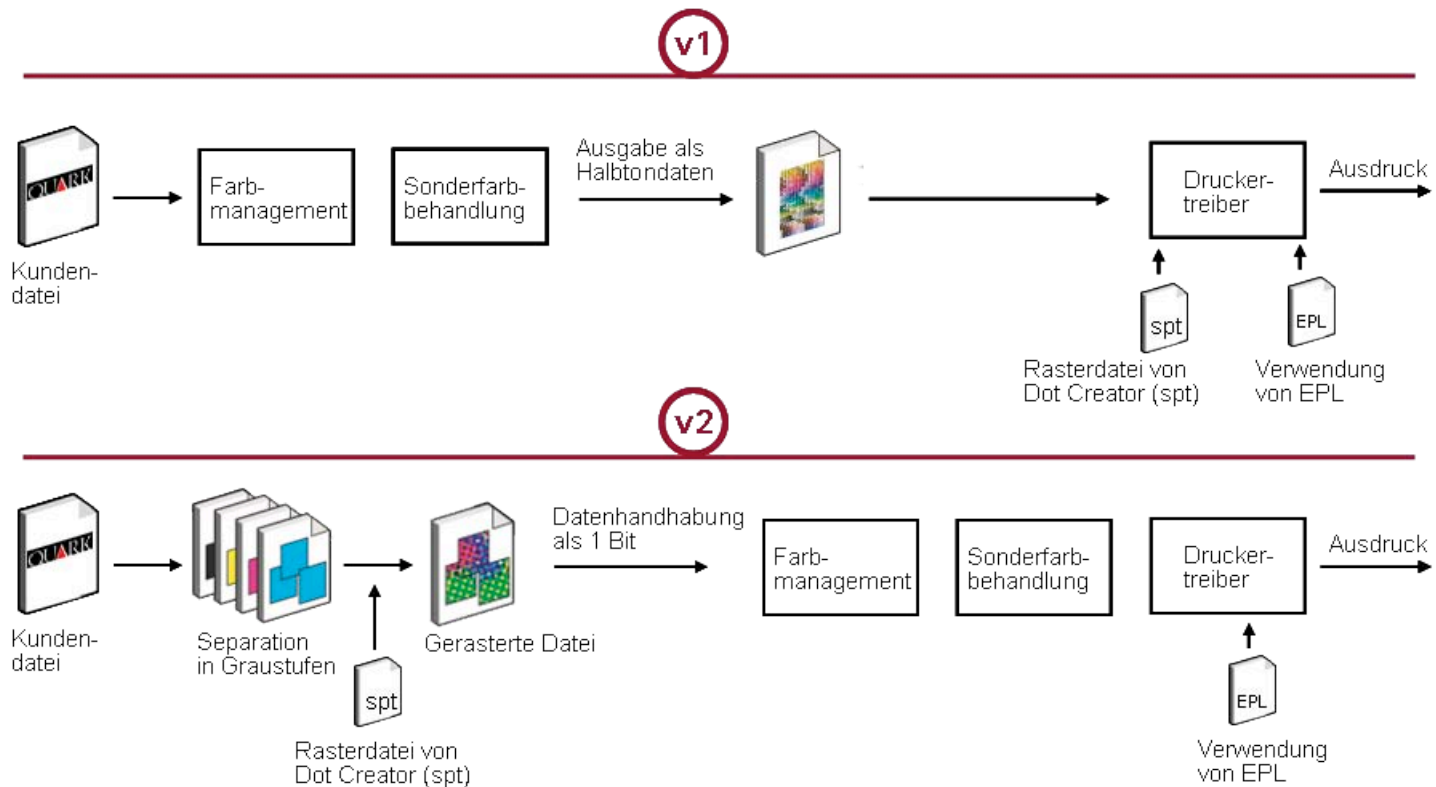 v1
QUARK
Kunden-
datei
Farb-
management
Sonderfarb-
behandlung
Ausgabe als
Halbtondaten
Drucker-
treiber
Ausdruck
spt
Rasterdatei von
Dot Creator (spt)
EPL
Verwendung
von EPL
v2
QUARK
Kunden-
datei
Separation
in Graustufen
spt
Rasterdatei von
Dot Creator (spt)
Gerasterte Datei
Datenhandhabung
als 1 Bit
Farb-
management
Sonderfarb-
behandlung
Drucker-
treiber
Ausdruck
EPL
Verwendung
von EPL